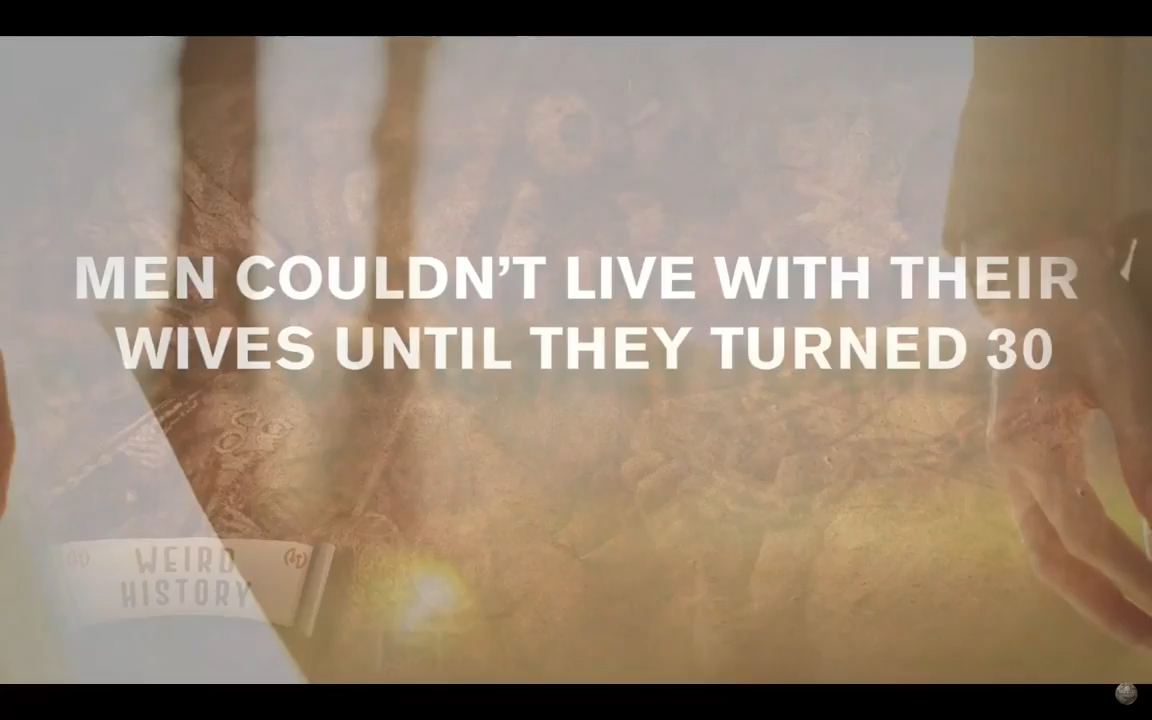 MEN COULDN'T LIVE WITH THEIR
WIVES UNTIL THEY TURNED 30
WEIRD
HISTORY